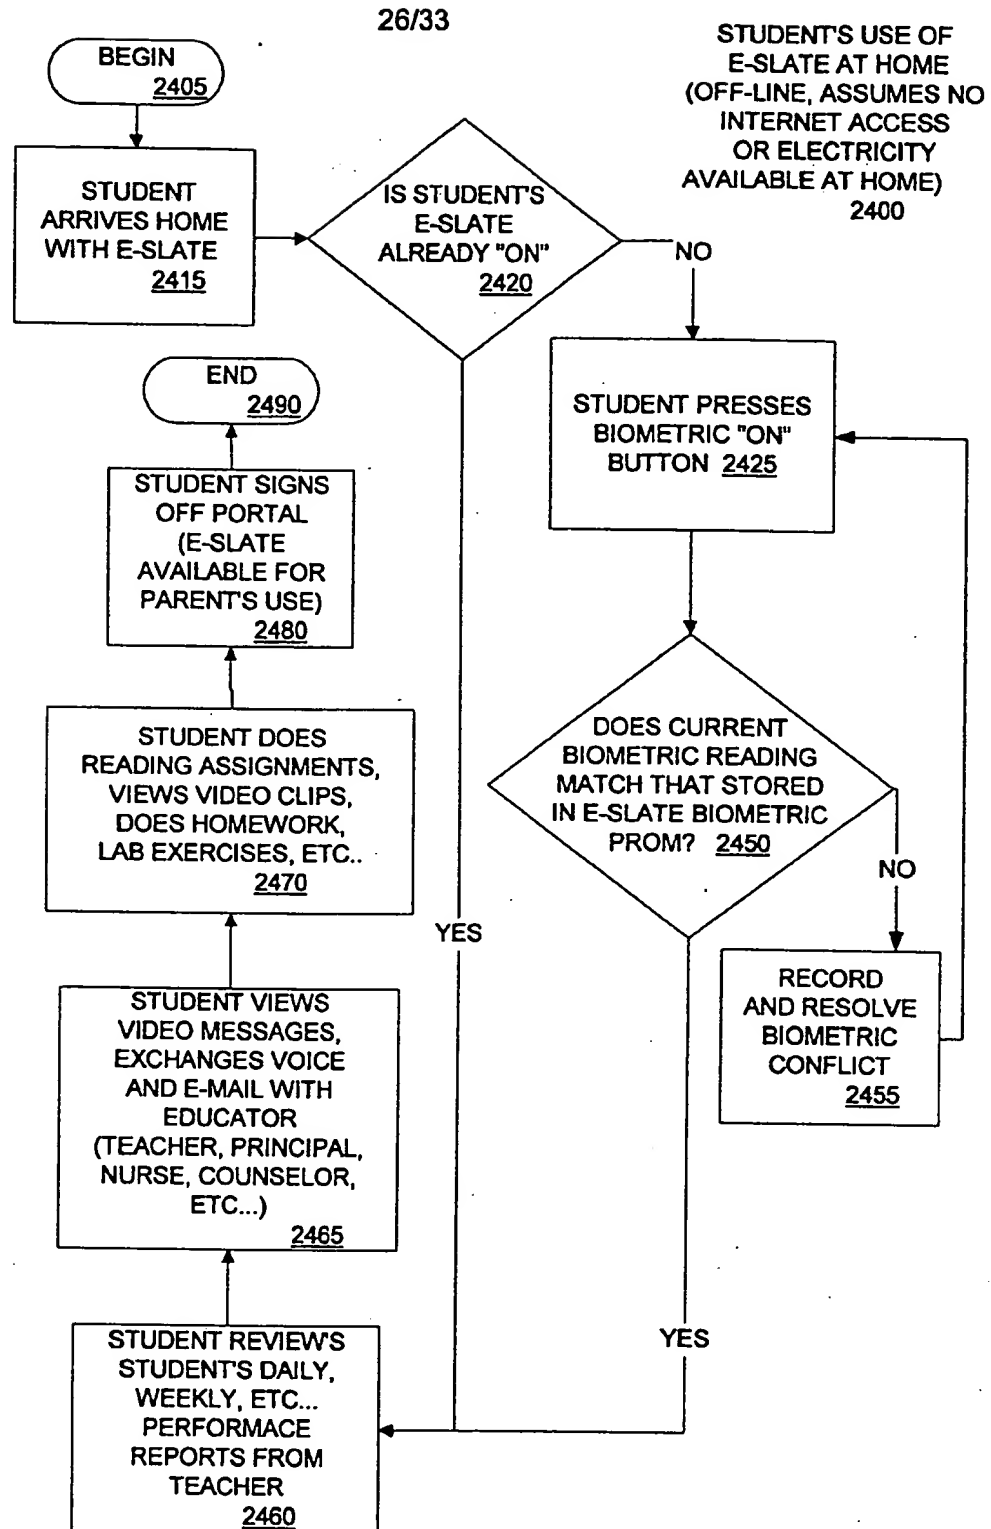 26/33
STUDENT'S USE OF
E-SLATE AT HOME
(OFF-LINE, ASSUMES NO
INTERNET ACCESS
OR ELECTRICITY
AVAILABLE AT HOME)
2400
BEGIN
2405
STUDENT
ARRIVES HOME
WITH E-SLATE
2415
IS STUDENT'S
E-SLATE
ALREADY "ON"
2420
NO
STUDENT PRESSES
BIOMETRIC "ON"
BUTTON 2425
DOES CURRENT
BIOMETRIC READING
MATCH THAT STORED
IN E-SLATE BIOMETRIC
PROM? 2450
NO
RECORD
AND RESOLVE
BIOMETRIC
CONFLICT
2455
YES
YES
STUDENT REVIEW'S
STUDENT'S DAILY,
WEEKLY, ETC...
PERFORMACE
REPORTS FROM
TEACHER
2460
STUDENT VIEWS
VIDEO MESSAGES,
EXCHANGES VOICE
AND E-MAIL WITH
EDUCATOR
(TEACHER, PRINCIPAL,
NURSE, COUNSELOR,
ETC...)
2465
STUDENT DOES
READING ASSIGNMENTS,
VIEWS VIDEO CLIPS,
DOES HOMEWORK,
LAB EXERCISES, ETC..
2470
STUDENT SIGNS
OFF PORTAL
(E-SLATE
AVAILABLE FOR
PARENT'S USE)
2480
END
2490